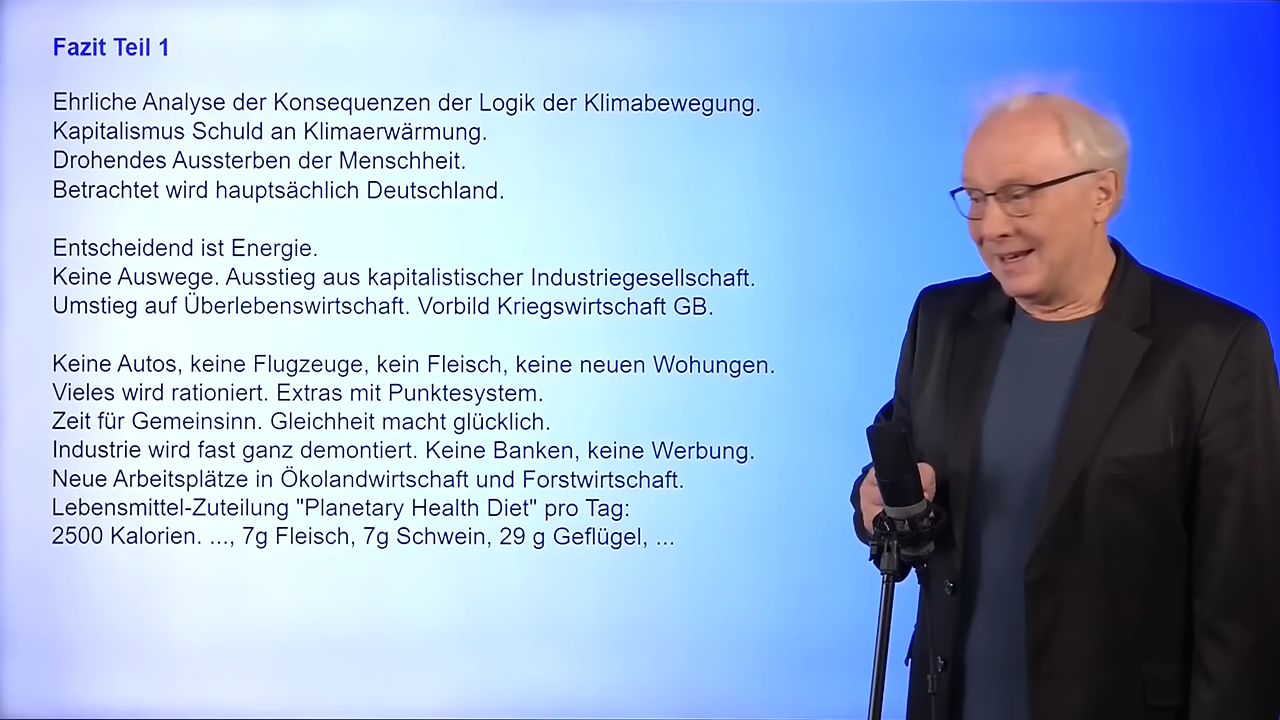 Fazit Teil 1
Ehrliche Analyse der Konsequenzen der Logik der Klimabewegung.
Kapitalismus Schuld an Klimaerwärmung.
Drohendes Aussterben der Menschheit.
Betrachtet wird hauptsächlich Deutschland.
Entscheidend ist Energie.
Keine Auswege. Ausstieg aus kapitalistischer Industriegesellschaft.
Umstieg auf Überlebenswirtschaft. Vorbild Kriegswirtschaft GB.
Keine Autos, keine Flugzeuge, kein Fleisch, keine neuen Wohungen.
Vieles wird rationiert. Extras mit Punktesystem.
Zeit für Gemeinsinn. Gleichheit macht glücklich.
Industrie wird fast ganz demontiert. Keine Banken, keine Werbung.
Neue Arbeitsplätze in Ökolandwirtschaft und Forstwirtschaft.
Lebensmittel-Zuteilung "Planetary Health Diet" pro Tag:
2500 Kalorien. ..., 7g Fleisch, 7g Schwein, 29 g Geflügel, ...